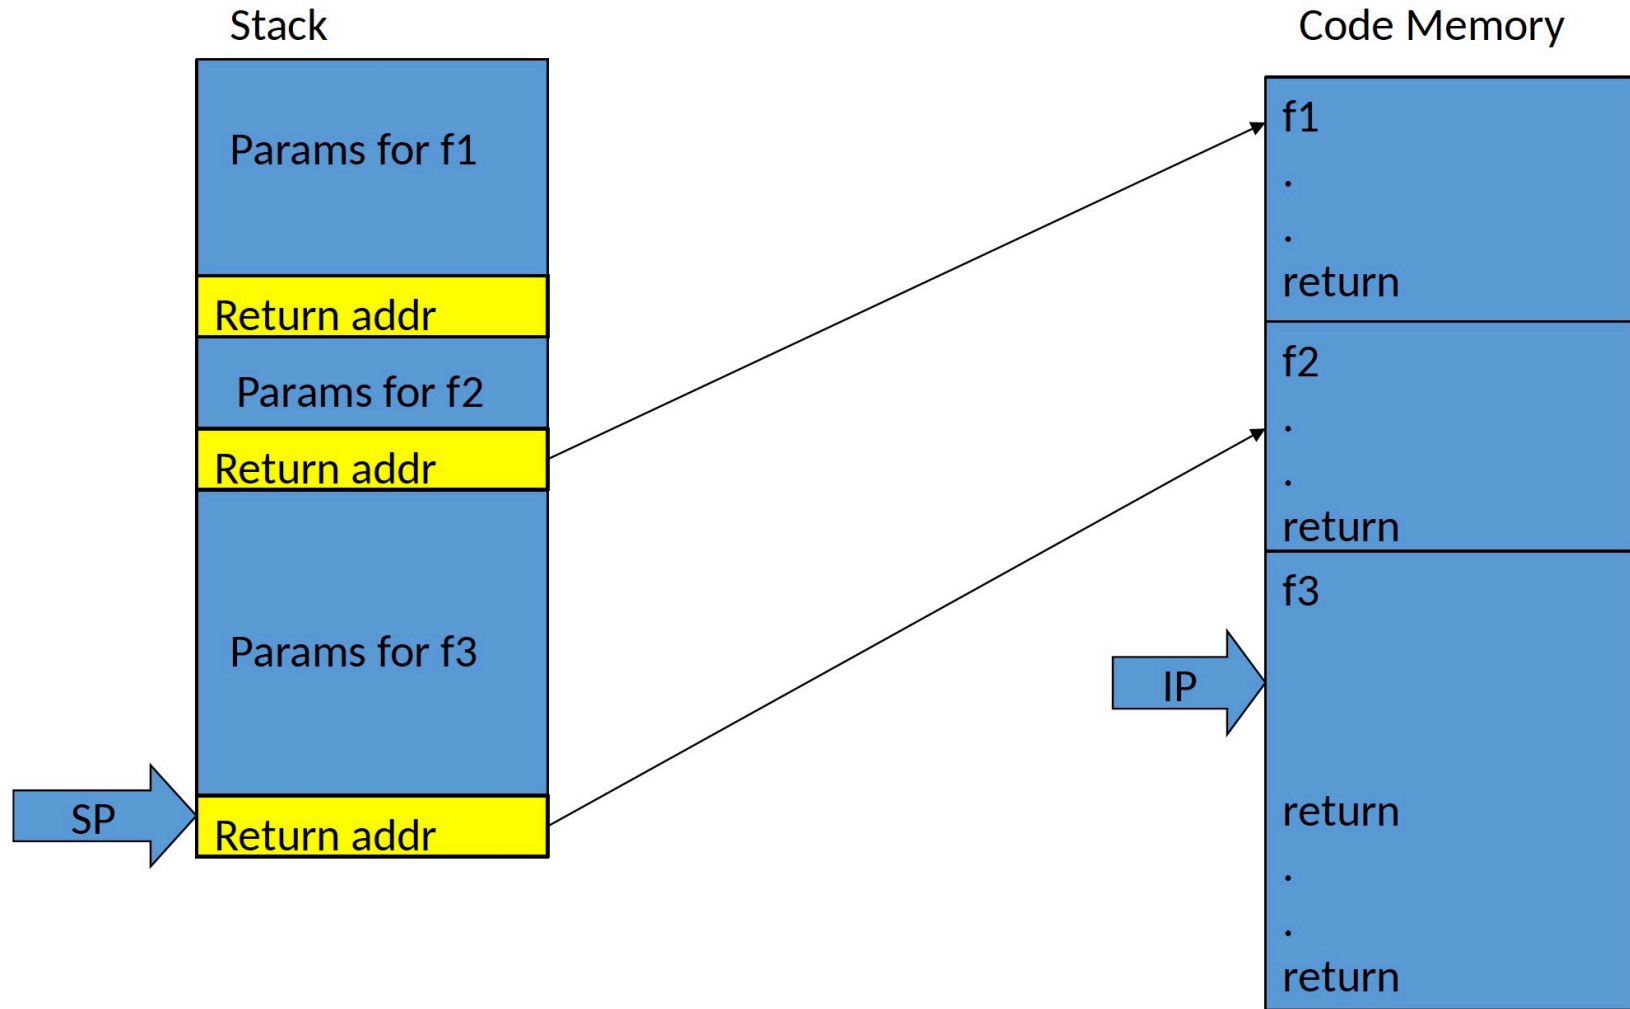 Stack
Params for f1
Return addr
Params for f2
Return addr
Params for f3
SP
Return addr
Code Memory
f1
.
.
return
f2
.
.
return
f3
IP
return
.
.
return